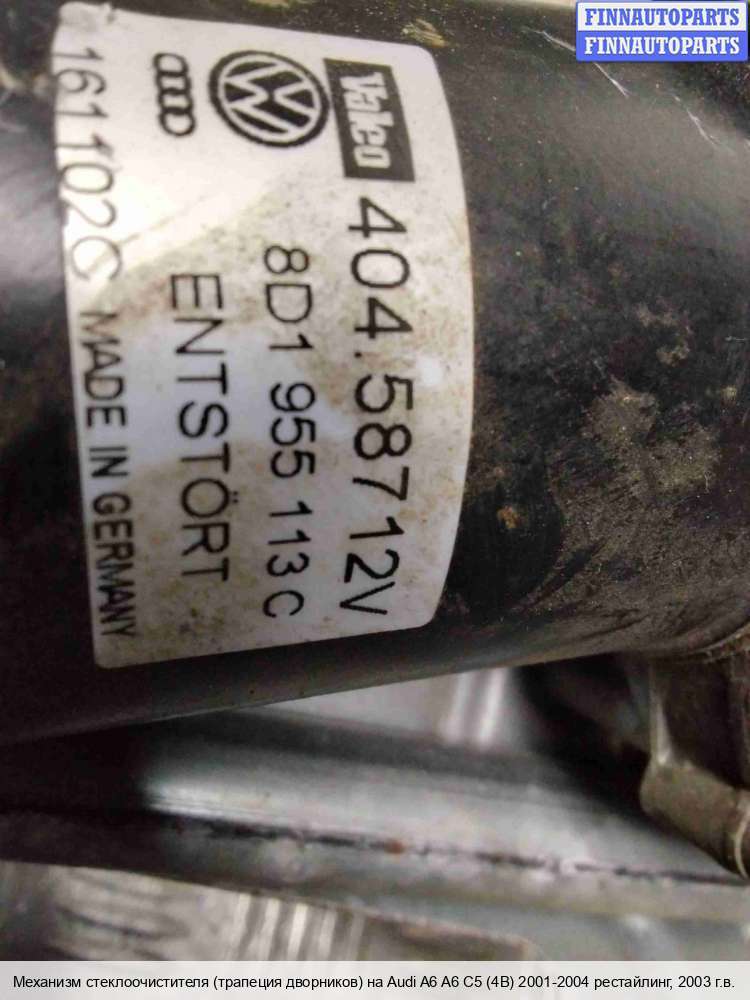 FINNAUTOPARTS
FINNAUTOPARTS
Valeo
404.587 12V
8D1 955 113 C
ENTSTÖRT
161102C MADE IN GERMANY
Механизм стеклоочистителя (трапеция дворников) на Audi A6 A6 C5 (4B) 2001-2004 рестайлинг, 2003 г.в.